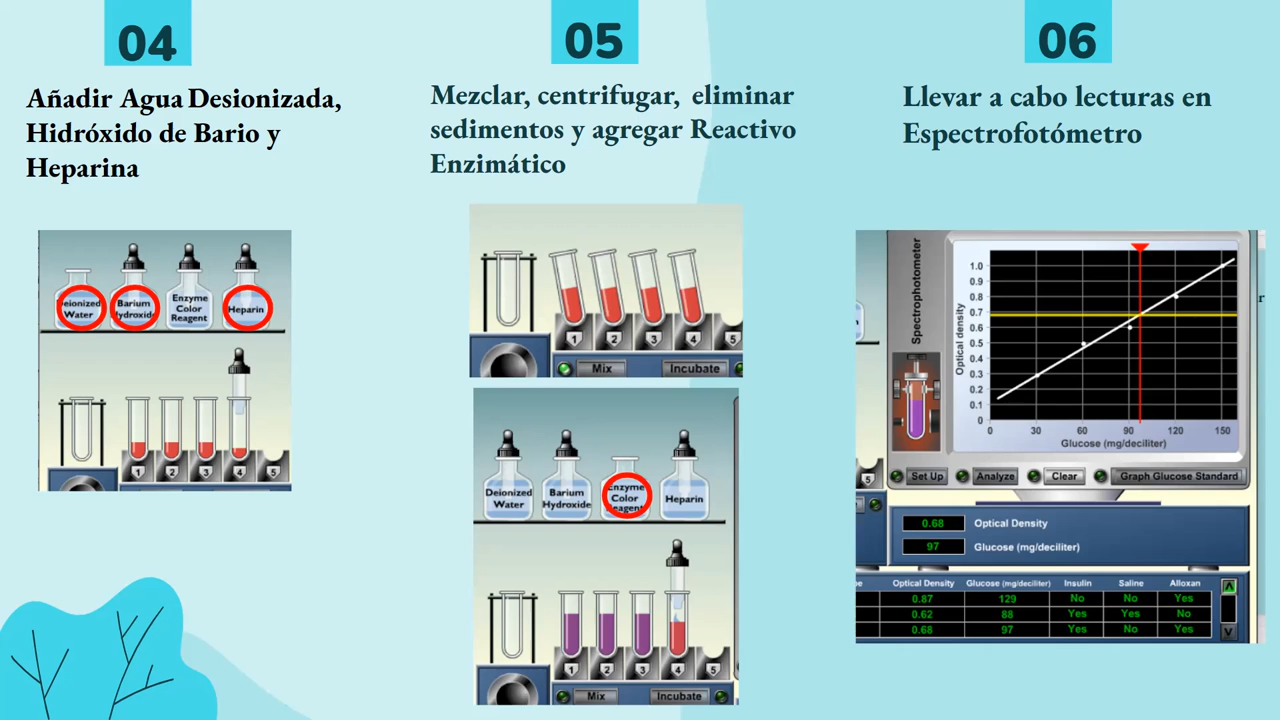 04
Añadir Agua Desionizada,
Hidróxido de Bario y
Heparina
Deionized
Water
Barium
Hydroxide
Enzyme
Color
Reagent
Heparin
1 2 3 4 5
05
Mezclar, centrifugar, eliminar
sedimentos y agregar Reactivo
Enzimático
1 2 3 4 5
Mix Incubate
Deionized
Water
Barium
Hydroxide
Enzyme
Color
Reagent
Heparin
1 2 3 4 5
Mix Incubate
06
Llevar a cabo lecturas en
Espectrofotómetro
Spectrophotometer
Optical density
1.0
0.9
0.8
0.7
0.6
0.5
0.4
0.3
0.2
0.1
0
0 30 60 90 120 150
Glucose (mg/deciliter)
5
Set Up Analyze Clear Graph Glucose Standard
0.68 Optical Density
97 Glucose (mg/deciliter)
Optical Density Glucose (mg/deciliter) Insulin Saline Alloxan
0.87 129 No No Yes
0.62 88 Yes Yes No
0.68 97 Yes No Yes